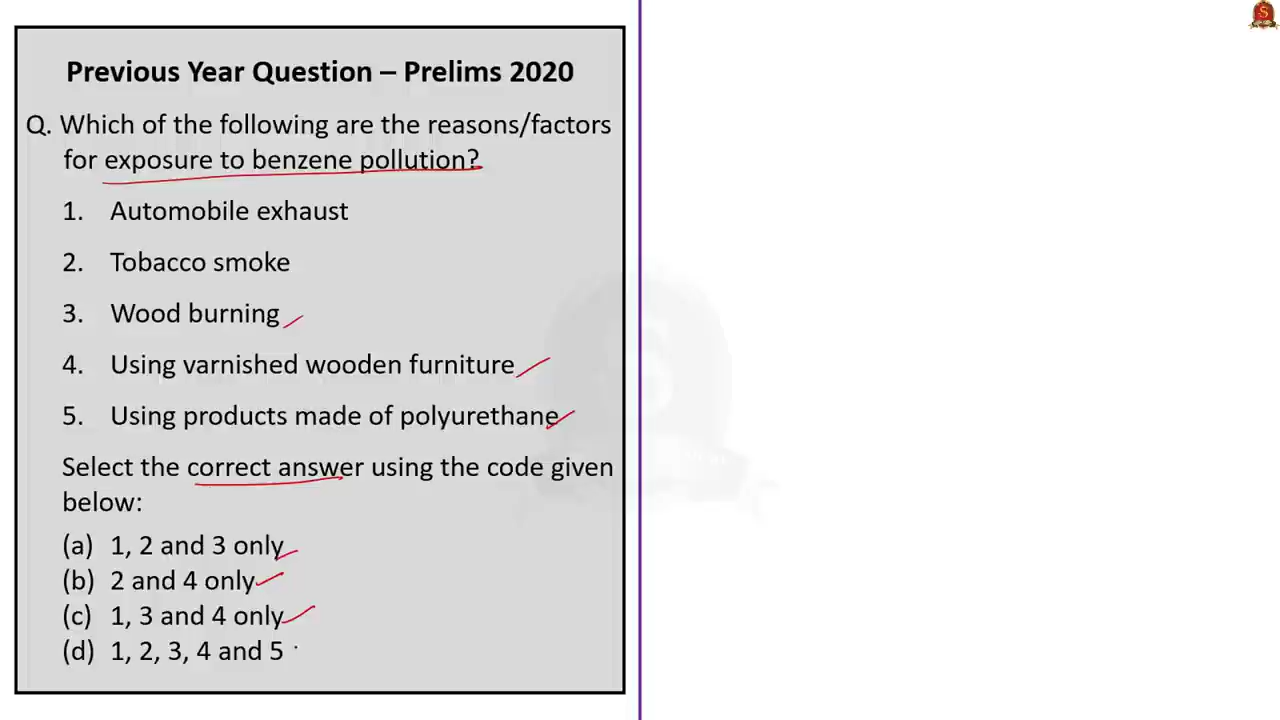 Previous Year Question – Prelims 2020
Q. Which of the following are the reasons/factors
for exposure to benzene pollution?
1. Automobile exhaust
2. Tobacco smoke
3. Wood burning
4. Using varnished wooden furniture
5. Using products made of polyurethane
Select the correct answer using the code given
below:
(a) 1, 2 and 3 only
(b) 2 and 4 only
(c) 1, 3 and 4 only
(d) 1, 2, 3, 4 and 5